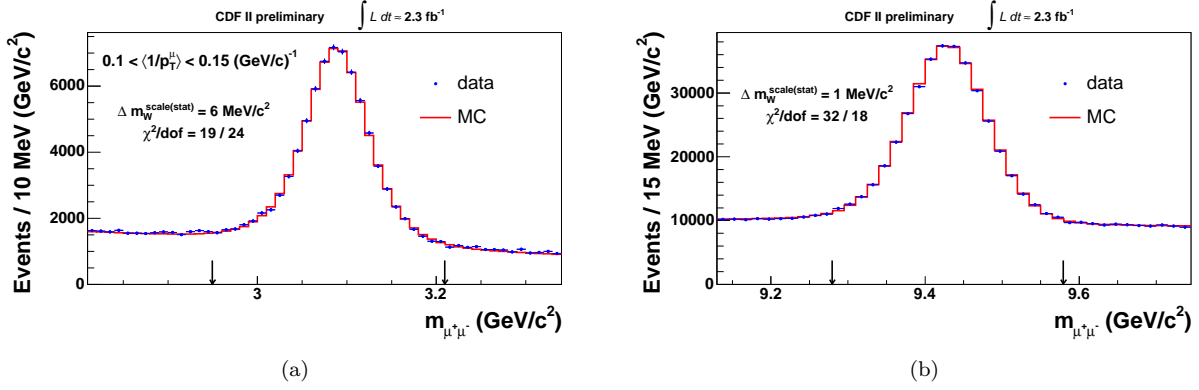 CDF II preliminary ∫ L dt ≈ 2.3 fb⁻¹
Events / 10 MeV (GeV/c²)
0.1 < ⟨1/p_T^μ⟩ < 0.15 (GeV/c)⁻¹
Δ m_W^scale(stat) = 6 MeV/c²
χ²/dof = 19 / 24
data
MC
6000
4000
2000
0
3
3.2
m_μ⁺μ⁻ (GeV/c²)
(a)
CDF II preliminary ∫ L dt ≈ 2.3 fb⁻¹
Events / 15 MeV (GeV/c²)
Δ m_W^scale(stat) = 1 MeV/c²
χ²/dof = 32 / 18
data
MC
30000
20000
10000
0
9.2
9.4
9.6
m_μ⁺μ⁻ (GeV/c²)
(b)